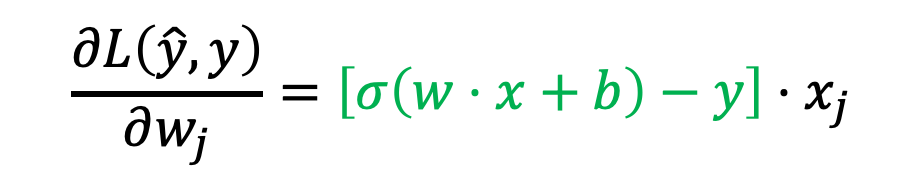 ∂L(ŷ, y)
∂w_j
= [σ(w · x + b) − y] · x_j